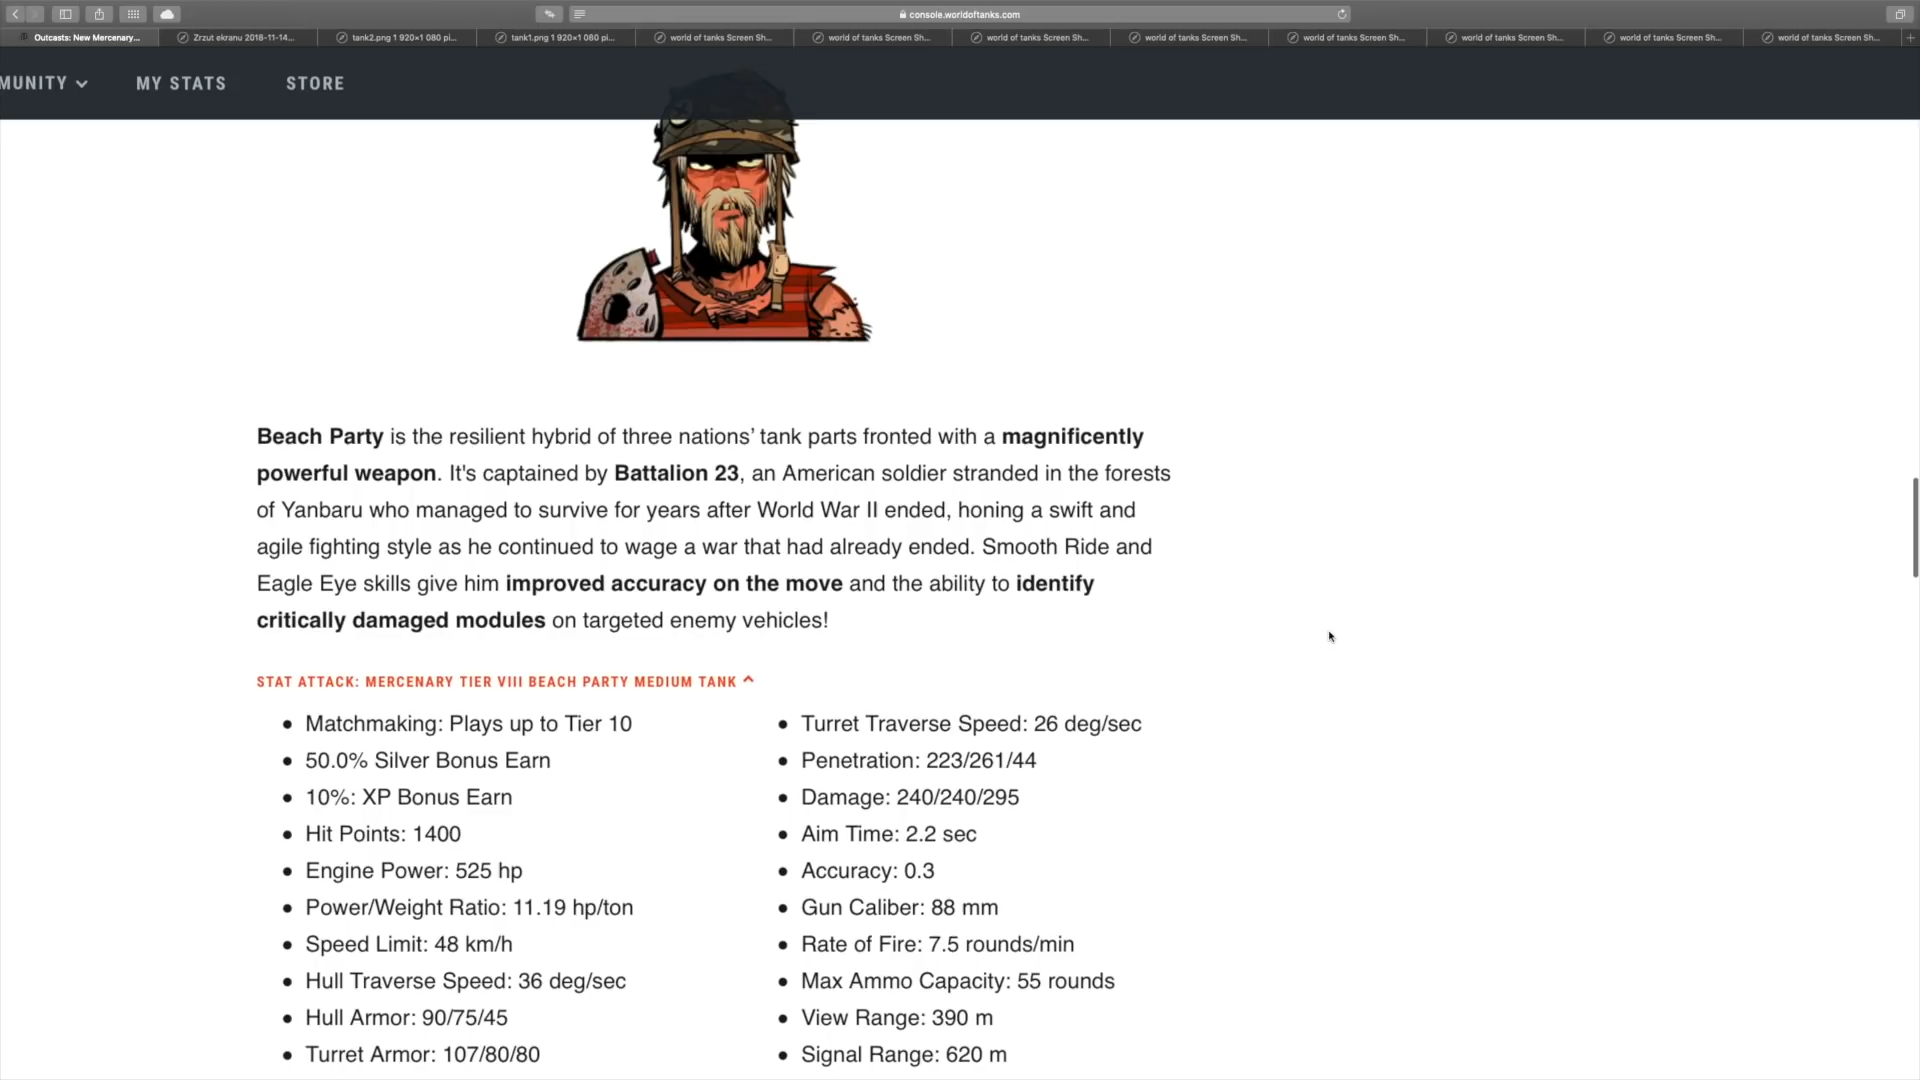 console.worldoftanks.com
Outcasts: New Mercenary...
Zrzut ekranu 2018-11-14...
tank2.png 1 920×1 080 pi...
tank1.png 1 920×1 080 pi...
world of tanks Screen Sh...
world of tanks Screen Sh...
world of tanks Screen Sh...
world of tanks Screen Sh...
world of tanks Screen Sh...
world of tanks Screen Sh...
world of tanks Screen Sh...
world of tanks Screen Sh...
MUNITY
MY STATS
STORE
Beach Party is the resilient hybrid of three nations’ tank parts fronted with a magnificently
powerful weapon. It's captained by Battalion 23, an American soldier stranded in the forests
of Yanbaru who managed to survive for years after World War II ended, honing a swift and
agile fighting style as he continued to wage a war that had already ended. Smooth Ride and
Eagle Eye skills give him improved accuracy on the move and the ability to identify
critically damaged modules on targeted enemy vehicles!
STAT ATTACK: MERCENARY TIER VIII BEACH PARTY MEDIUM TANK
Matchmaking: Plays up to Tier 10
50.0% Silver Bonus Earn
10%: XP Bonus Earn
Hit Points: 1400
Engine Power: 525 hp
Power/Weight Ratio: 11.19 hp/ton
Speed Limit: 48 km/h
Hull Traverse Speed: 36 deg/sec
Hull Armor: 90/75/45
Turret Armor: 107/80/80
Turret Traverse Speed: 26 deg/sec
Penetration: 223/261/44
Damage: 240/240/295
Aim Time: 2.2 sec
Accuracy: 0.3
Gun Caliber: 88 mm
Rate of Fire: 7.5 rounds/min
Max Ammo Capacity: 55 rounds
View Range: 390 m
Signal Range: 620 m